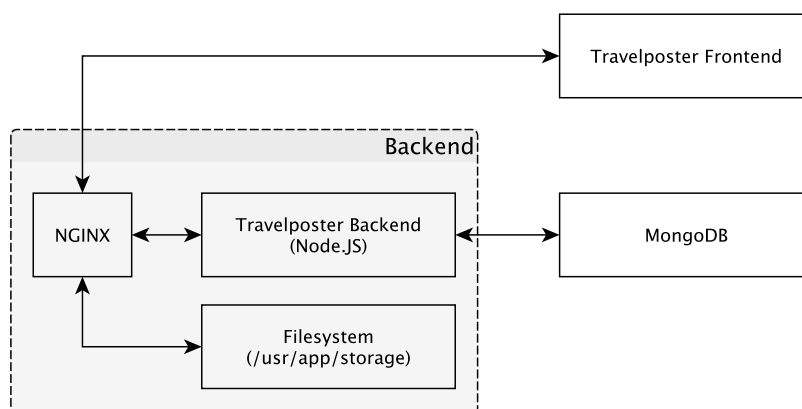 Travelposter Frontend
Backend
NGINX
Travelposter Backend
(Node.JS)
MongoDB
Filesystem
(/usr/app/storage)